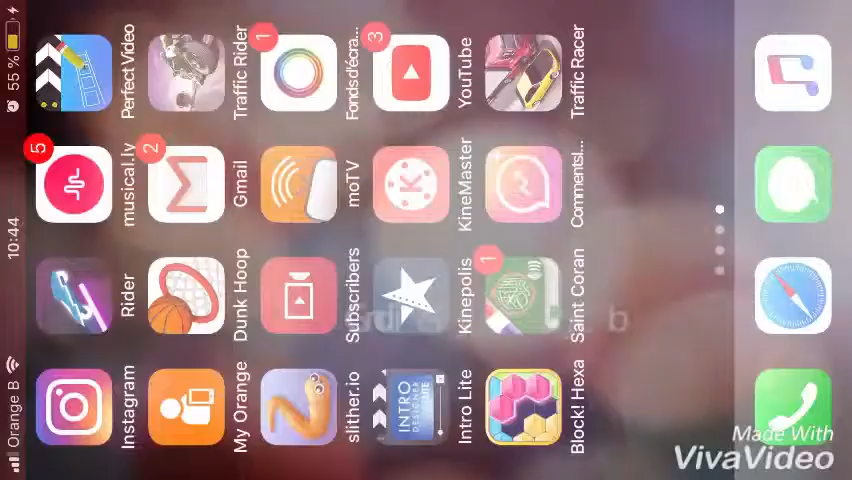 Orange B
10:44
55 %
Instagram
Rider
musical.ly
5
Perfect Video
My Orange
Dunk Hoop
Gmail
2
Traffic Rider
slither.io
Subscribers
moTV
Fonds d'écra...
1
Intro Lite
INTRO
DESIGNER
LITE
Kinepolis
KineMaster
K
YouTube
3
Block! Hexa
Saint Coran
1
CommentsI...
Traffic Racer
Made With
VivaVideo